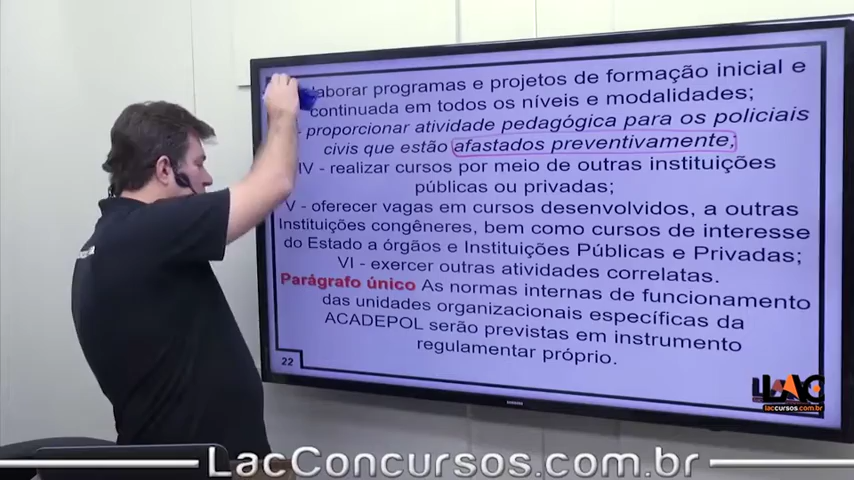 laborar programas e projetos de formação inicial e
continuada em todos os níveis e modalidades;
- proporcionar atividade pedagógica para os policiais
civis que estão afastados preventivamente,
IV - realizar cursos por meio de outras instituições
públicas ou privadas;
V - oferecer vagas em cursos desenvolvidos, a outras
Instituições congêneres, bem como cursos de interesse
do Estado a órgãos e Instituições Públicas e Privadas;
VI - exercer outras atividades correlatas.
Parágrafo único As normas internas de funcionamento
das unidades organizacionais específicas da
ACADEPOL serão previstas em instrumento
regulamentar próprio.
22
LAC
laccursos.com.br
SAMSUNG
LacConcursos.com.br